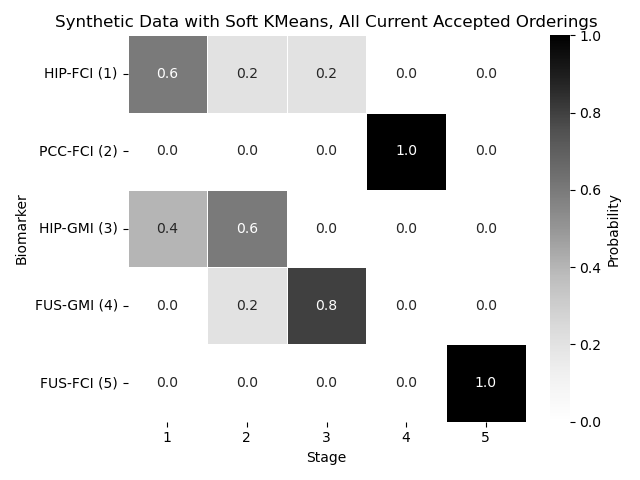 Synthetic Data with Soft KMeans, All Current Accepted Orderings
HIP-FCI (1) 0.6 0.2 0.2 0.0 0.0
PCC-FCI (2) 0.0 0.0 0.0 1.0 0.0
HIP-GMI (3) 0.4 0.6 0.0 0.0 0.0
FUS-GMI (4) 0.0 0.2 0.8 0.0 0.0
FUS-FCI (5) 0.0 0.0 0.0 0.0 1.0
1 2 3 4 5
Stage
Biomarker
1.0
0.8
0.6
0.4
0.2
0.0
Probability